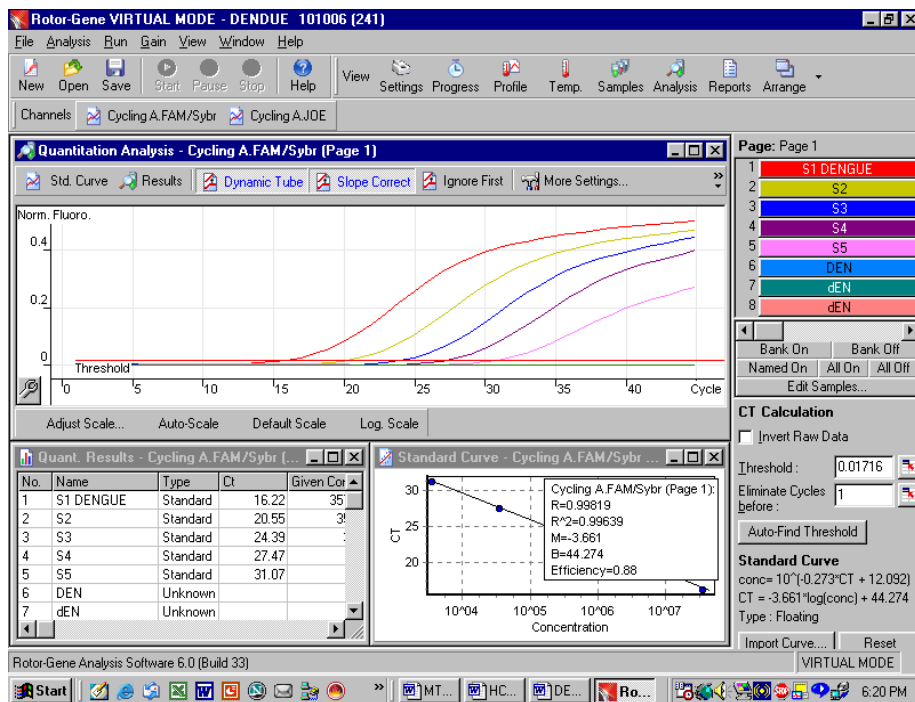 Rotor-Gene VIRTUAL MODE - DENDUE 101006 (241)
File Analysis Run Gain View Window Help
New Open Save Start Pause Stop Help View Settings Progress Profile Temp. Samples Analysis Reports Arrange
Channels Cycling A.FAM/Sybr Cycling A.JOE
Quantitation Analysis - Cycling A.FAM/Sybr (Page 1)
Std. Curve Results Dynamic Tube Slope Correct Ignore First More Settings... »
Norm. Fluoro.
0.4
0.2
0
Threshold
0 5 10 15 20 25 30 35 40 Cycle
Adjust Scale... Auto-Scale Default Scale Log. Scale
Page: Page 1
1 S1 DENGUE
2 S2
3 S3
4 S4
5 S5
6 DEN
7 dEN
8 dEN
Bank On Bank Off
Named On All On All Off
Edit Samples...
CT Calculation
Invert Raw Data
Threshold : 0.01716
Eliminate Cycles before : 1
Auto-Find Threshold
Standard Curve
conc= 10^(-0.273*CT + 12.092)
CT = -3.661*log(conc) + 44.274
Type : Floating
Import Curve.... Reset
Quant. Results - Cycling A.FAM/Sybr (...
No. Name Type Ct Given Cor
1 S1 DENGUE Standard 16.22 35
2 S2 Standard 20.55
3 S3 Standard 24.39
4 S4 Standard 27.47
5 S5 Standard 31.07
6 DEN Unknown
7 dEN Unknown
Standard Curve - Cycling A.FAM/Sybr ...
30
25
20
CT
Cycling A.FAM/Sybr (Page 1):
R=0.99819
R^2=0.99639
M=-3.661
B=44.274
Efficiency=0.88
10^04 10^05 10^06 10^07
Concentration
Rotor-Gene Analysis Software 6.0 (Build 33) VIRTUAL MODE
Start » MT... HC... DE... Ro... 6:20 PM